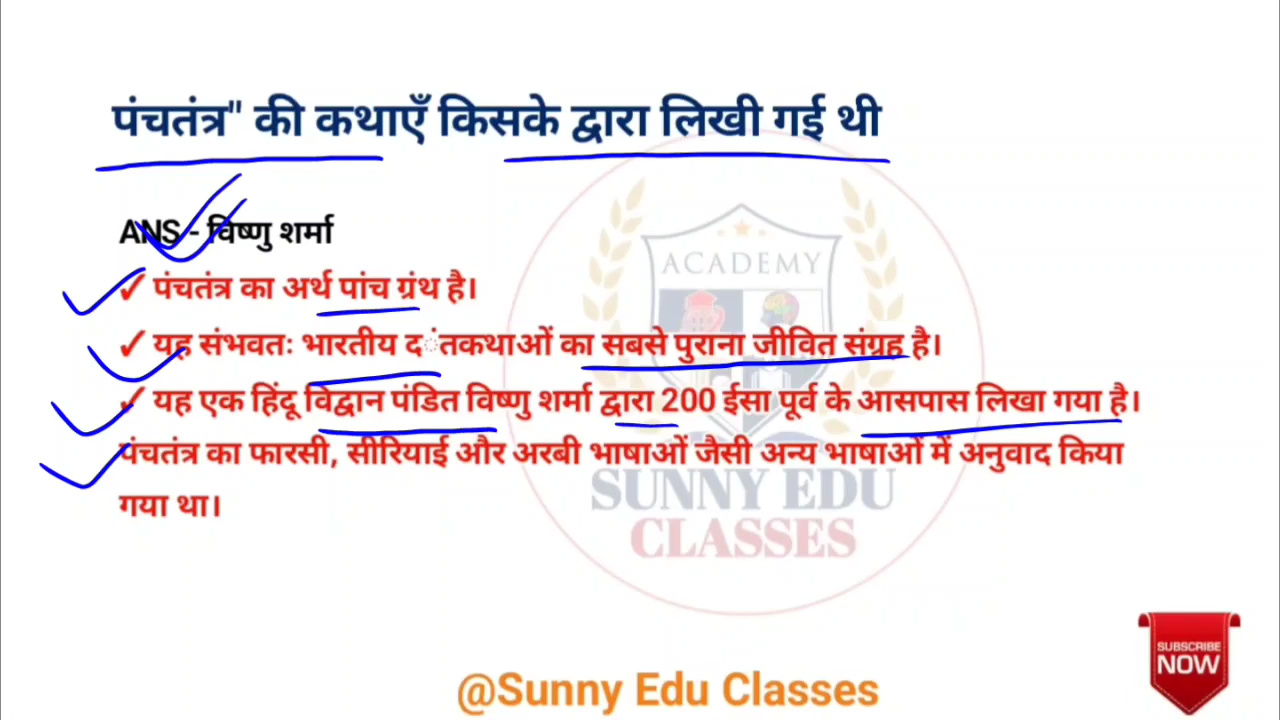 पंचतंत्र" की कथाएँ किसके द्वारा लिखी गई थी
ANS - विष्णु शर्मा
✓ पंचतंत्र का अर्थ पांच ग्रंथ है।
✓ यह संभवतः भारतीय द ंतकथाओं का सबसे पुराना जीवित संग्रह है।
✓ यह एक हिंदू विद्वान पंडित विष्णु शर्मा द्वारा 200 ईसा पूर्व के आसपास लिखा गया है।
पंचतंत्र का फारसी, सीरियाई और अरबी भाषाओं जैसी अन्य भाषाओं में अनुवाद किया
गया था।
ACADEMY
SUNNY EDU
CLASSES
SUBSCRIBE
NOW
@Sunny Edu Classes